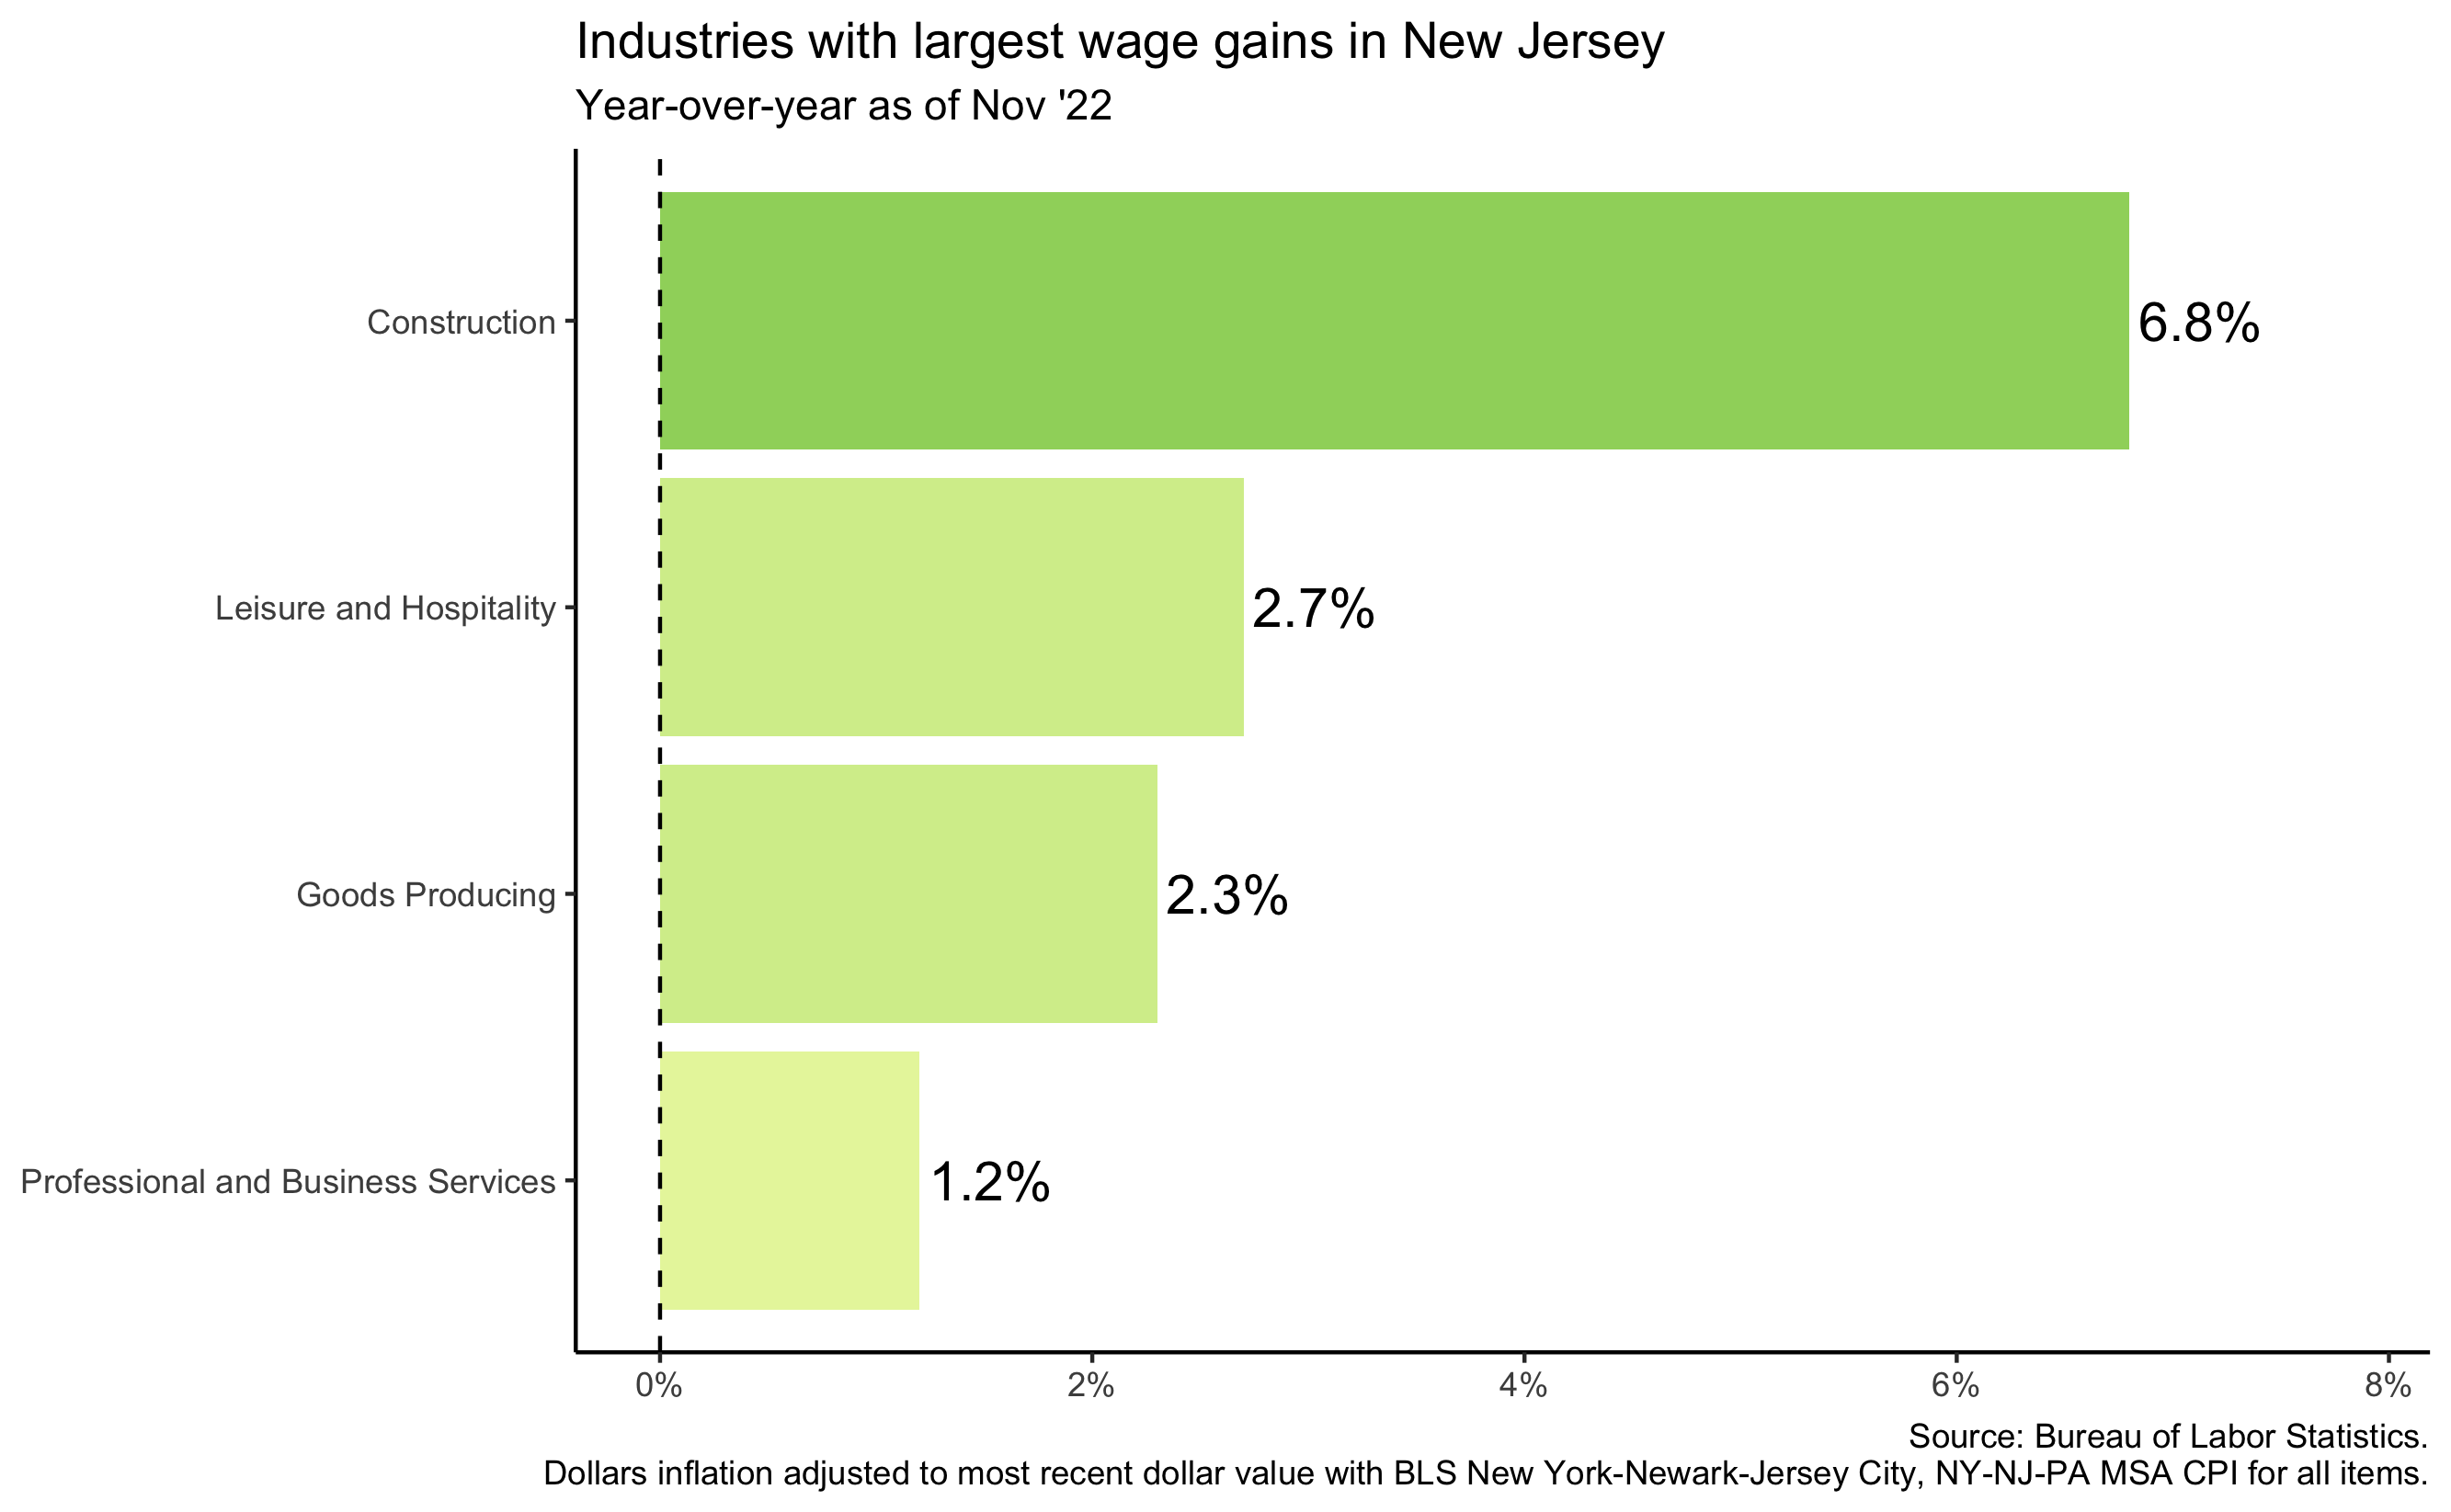 Industries with largest wage gains in New Jersey
Year-over-year as of Nov '22
Construction
6.8%
Leisure and Hospitality
2.7%
Goods Producing
2.3%
Professional and Business Services
1.2%
0%
2%
4%
6%
8%
Source: Bureau of Labor Statistics.
Dollars inflation adjusted to most recent dollar value with BLS New York-Newark-Jersey City, NY-NJ-PA MSA CPI for all items.